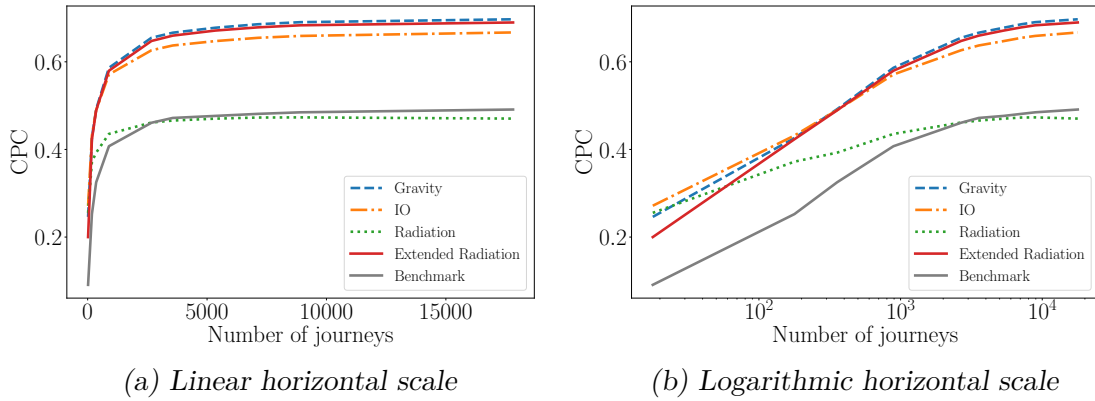 CPC
0.6
0.4
0.2
Gravity
IO
Radiation
Extended Radiation
Benchmark
0 5000 10000 15000
Number of journeys
(a) Linear horizontal scale
CPC
0.6
0.4
0.2
Gravity
IO
Radiation
Extended Radiation
Benchmark
10² 10³ 10⁴
Number of journeys
(b) Logarithmic horizontal scale